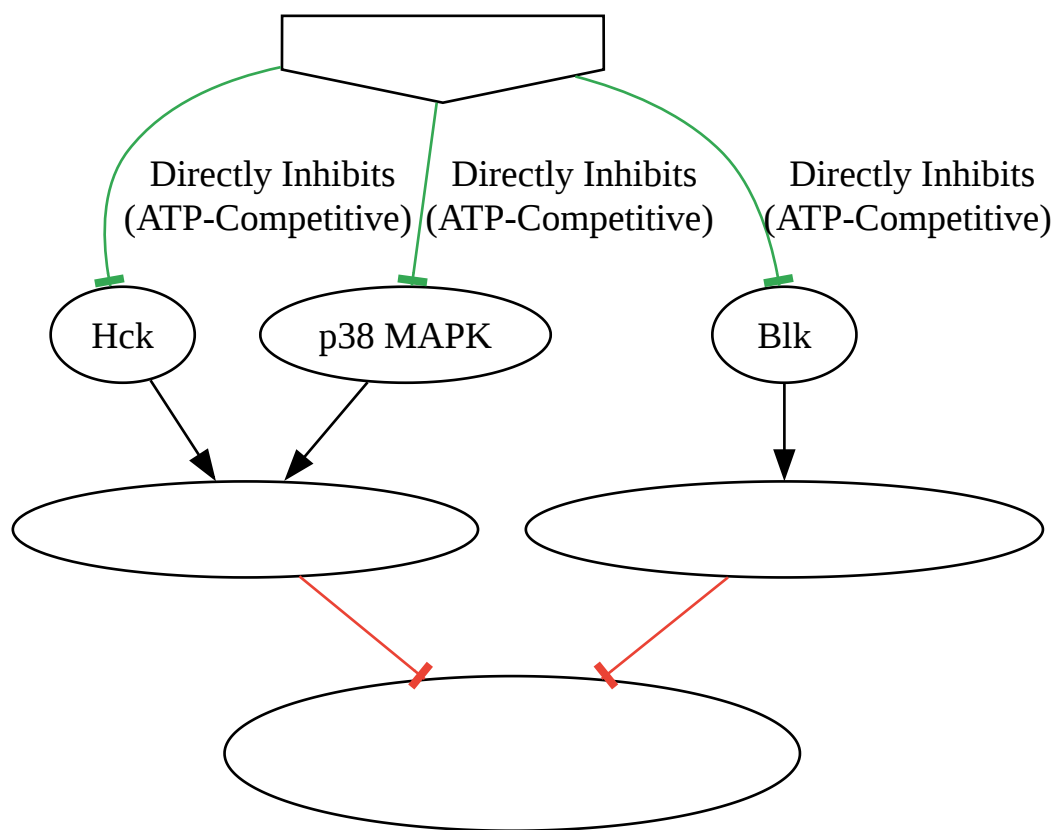 Directly Inhibits
(ATP-Competitive)
Directly Inhibits
(ATP-Competitive)
Directly Inhibits
(ATP-Competitive)
Hck
p38 MAPK
Blk